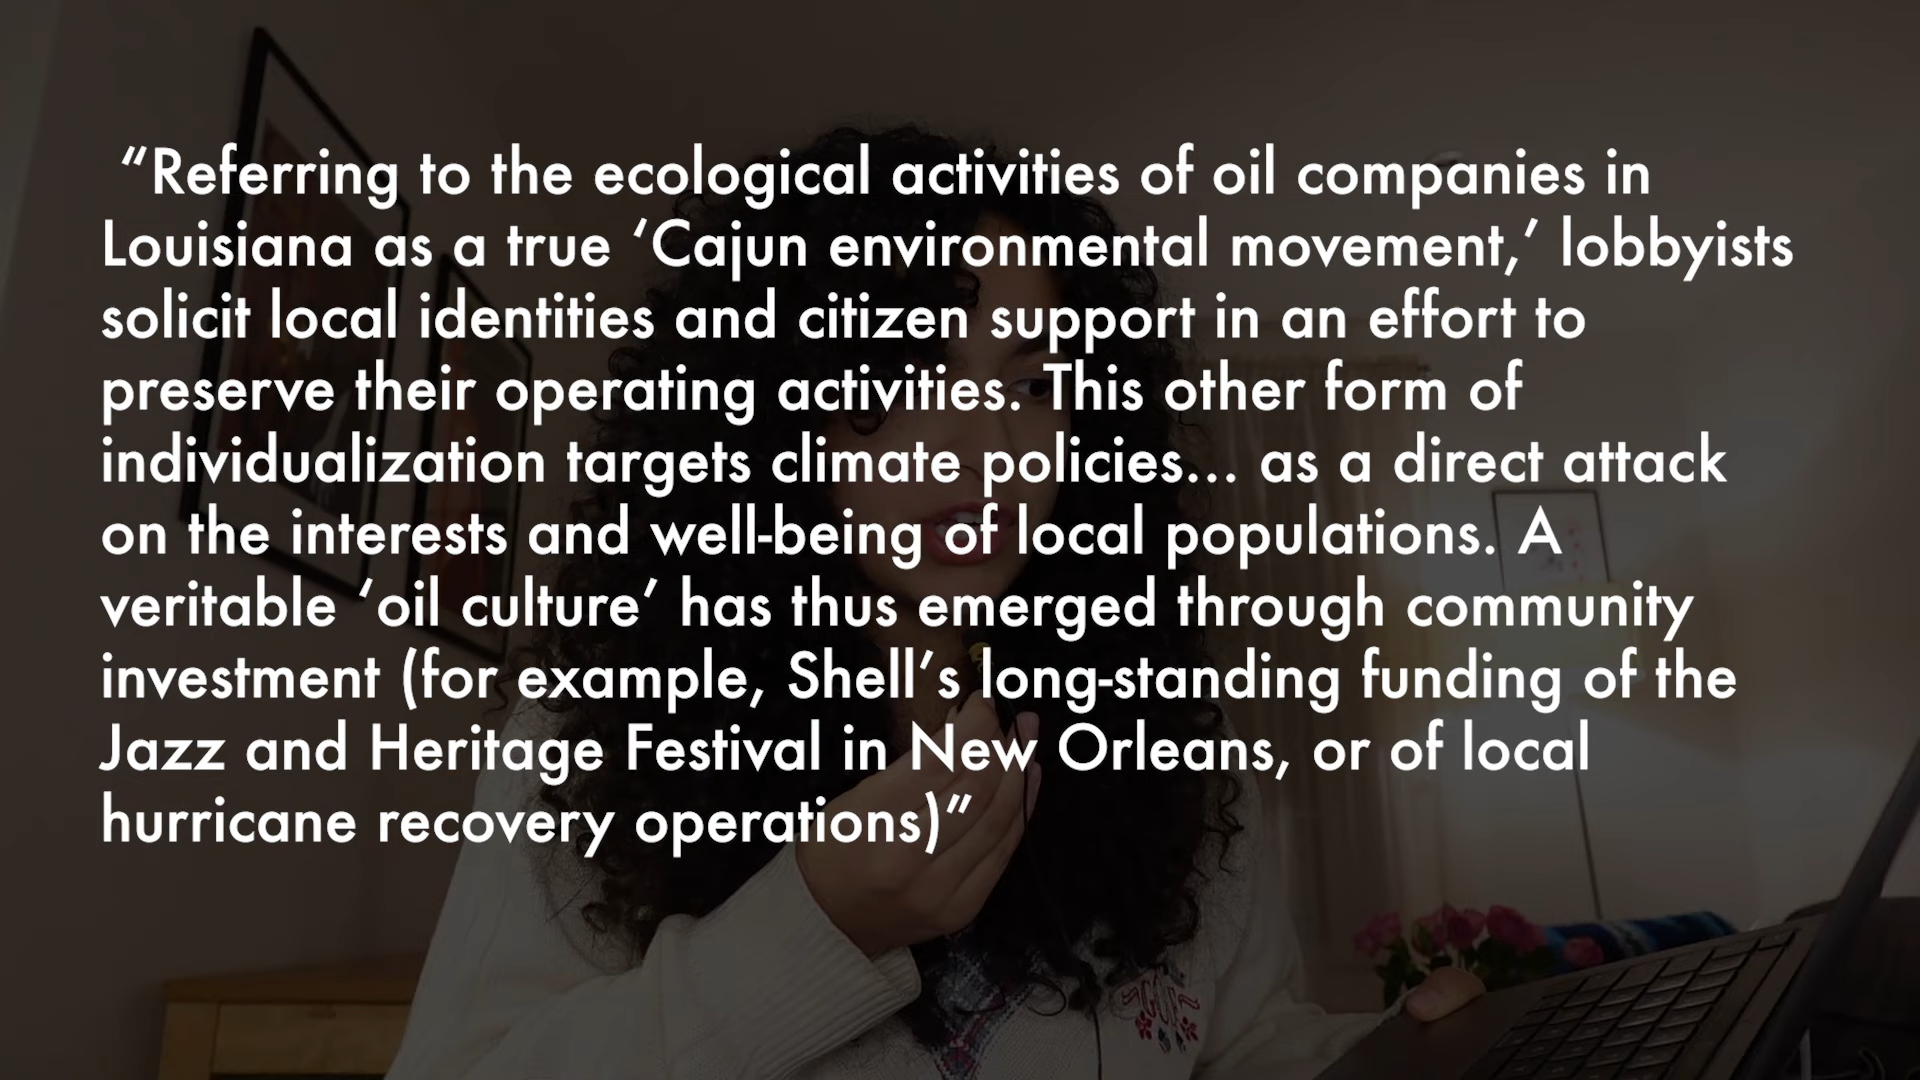 “Referring to the ecological activities of oil companies in
Louisiana as a true ‘Cajun environmental movement,’ lobbyists
solicit local identities and citizen support in an effort to
preserve their operating activities. This other form of
individualization targets climate policies... as a direct attack
on the interests and well-being of local populations. A
veritable ‘oil culture’ has thus emerged through community
investment (for example, Shell’s long-standing funding of the
Jazz and Heritage Festival in New Orleans, or of local
hurricane recovery operations)”